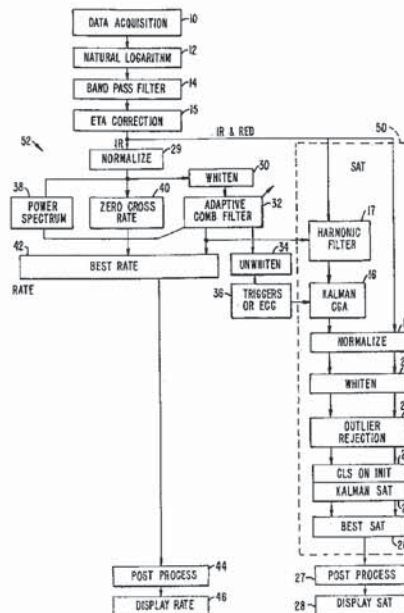 DATA ACQUISITION 10
NATURAL LOGARITHM 12
BAND PASS FILTER 14
ETA CORRECTION 15
52
IR
IR & RED
50
NORMALIZE 29
SAT
WHITEN 30
38
POWER SPECTRUM
40
ZERO CROSS RATE
ADAPTIVE COMB FILTER 32
17
HARMONIC FILTER
42
BEST RATE
34
UNWHITEN
RATE
36
TRIGGERS OR ECG
16
KALMAN CGA
NORMALIZE
WHITEN
OUTLIER REJECTION
CLS ON INIT
KALMAN SAT
BEST SAT
POST PROCESS 44
DISPLAY RATE 46
27 POST PROCESS
28 DISPLAY SAT